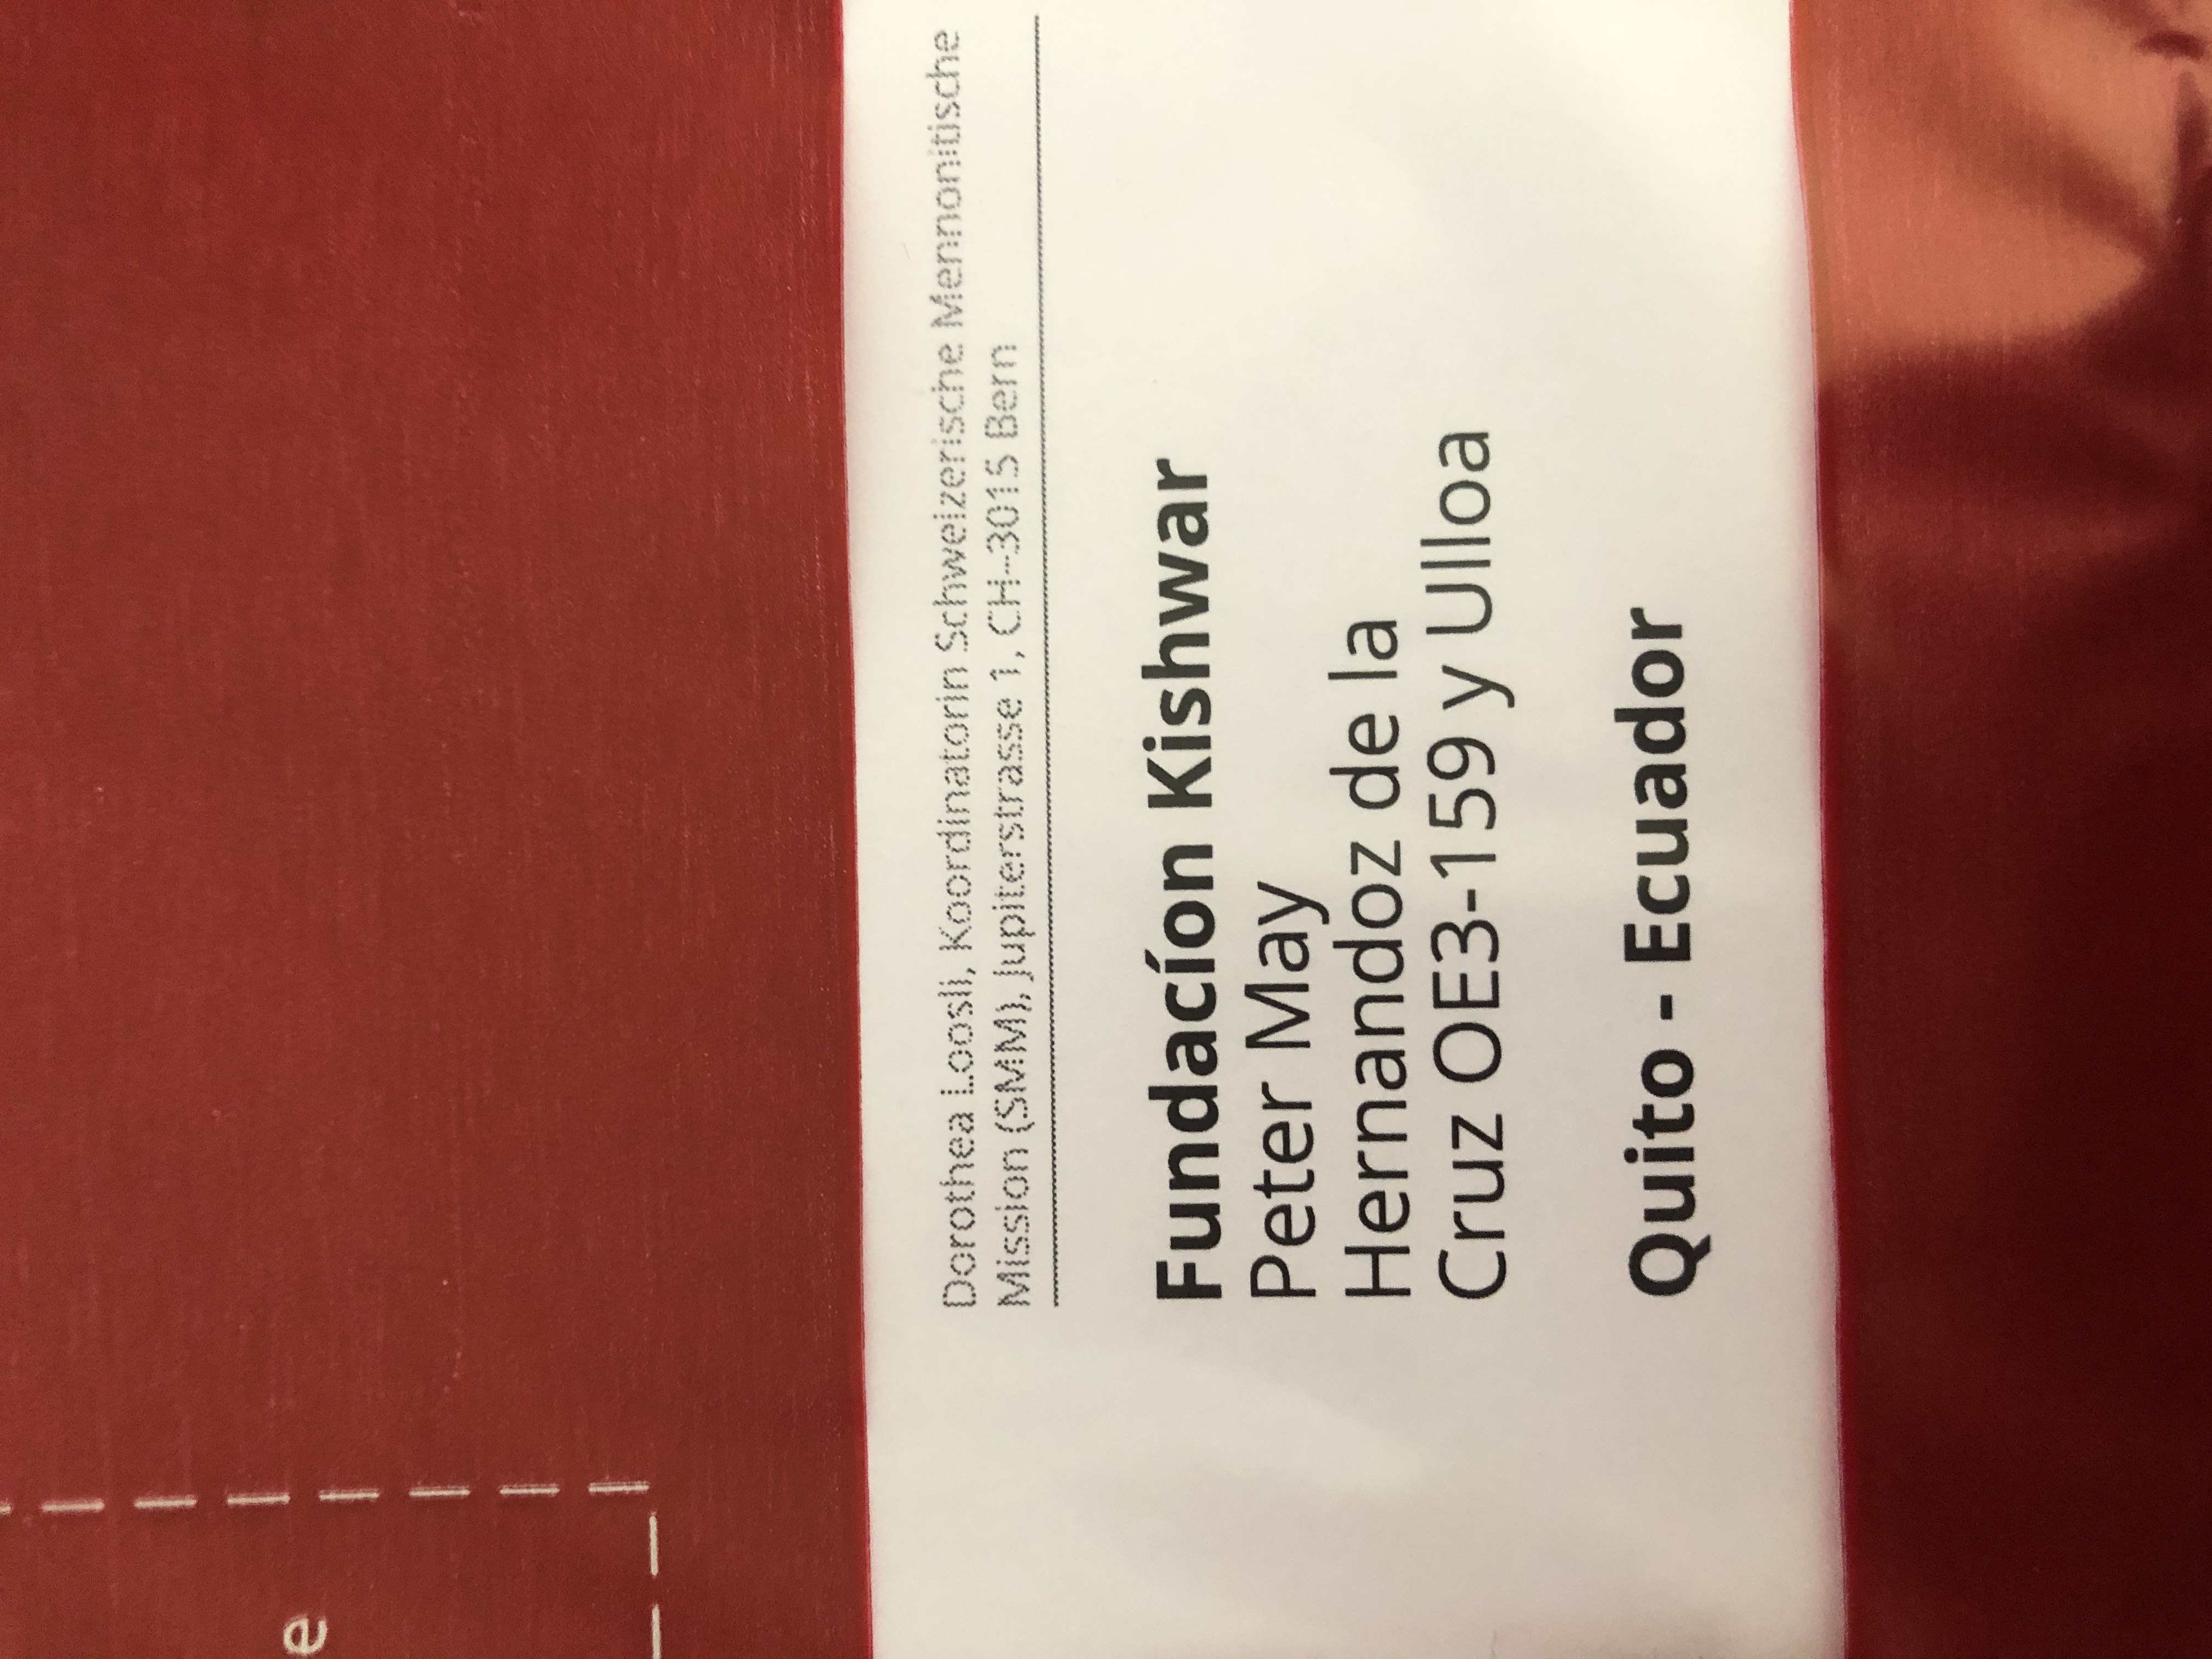 Dorothea Loosli, Koordinatorin Schweizerische Mennonitische
Mission (SMM), Jupiterstrasse 1, CH-3015 Bern
Fundacíon Kishwar
Peter May
Hernandoz de la
Cruz OE3-159 y Ulloa
Quito - Ecuador
e